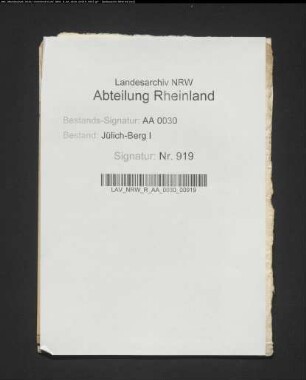 Landesarchiv NRW
Abteilung Rheinland
Bestands-Signatur: AA 0030
Bestand: Jülich-Berg I
Signatur: Nr. 919
LAV_NRW_R_AA_0030_00919